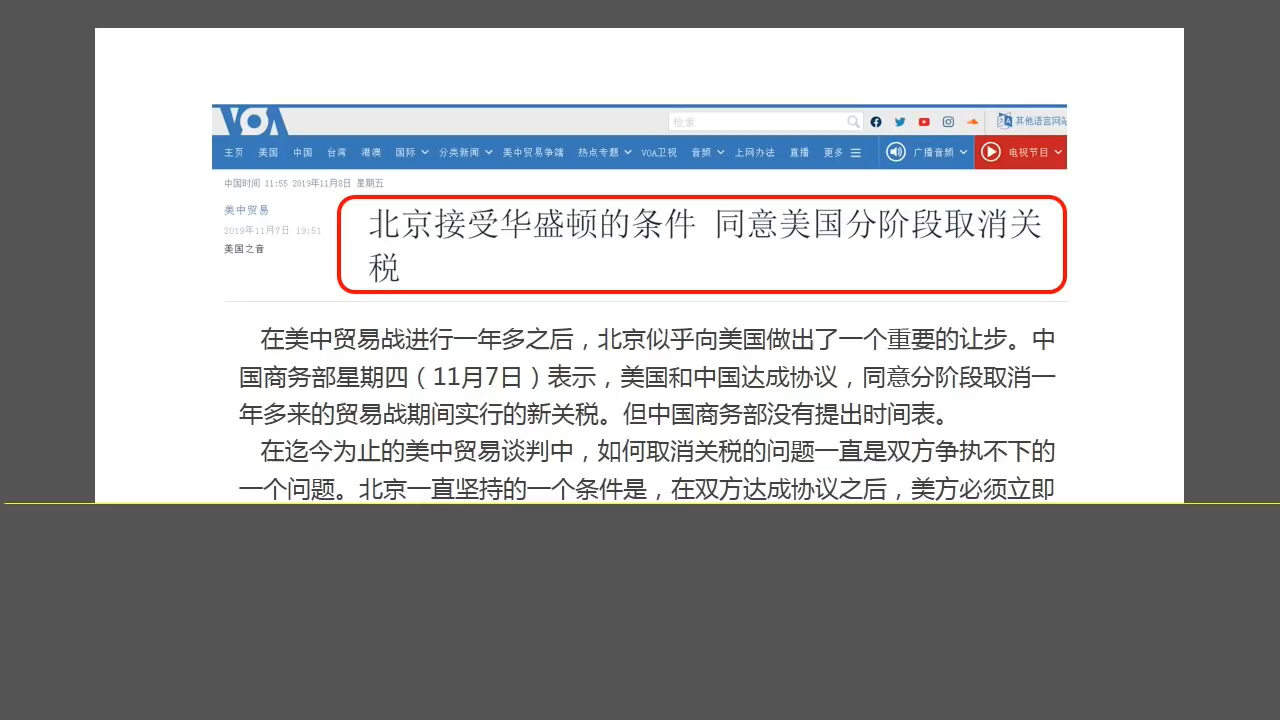 VOA
检索
其他语言网站
主页 美国 中国 台湾 港澳 国际 分类新闻 美中贸易争端 热点专题 VOA卫视 音频 上网办法 直播 更多 广播音频 电视节目
中国时间 11:55 2019年11月8日 星期五
美中贸易
2019年11月7日 19:51
美国之音
北京接受华盛顿的条件 同意美国分阶段取消关
税
在美中贸易战进行一年多之后，北京似乎向美国做出了一个重要的让步。中
国商务部星期四（11月7日）表示，美国和中国达成协议，同意分阶段取消一
年多来的贸易战期间实行的新关税。但中国商务部没有提出时间表。
在迄今为止的美中贸易谈判中，如何取消关税的问题一直是双方争执不下的
一个问题。北京一直坚持的一个条件是，在双方达成协议之后，美方必须立即